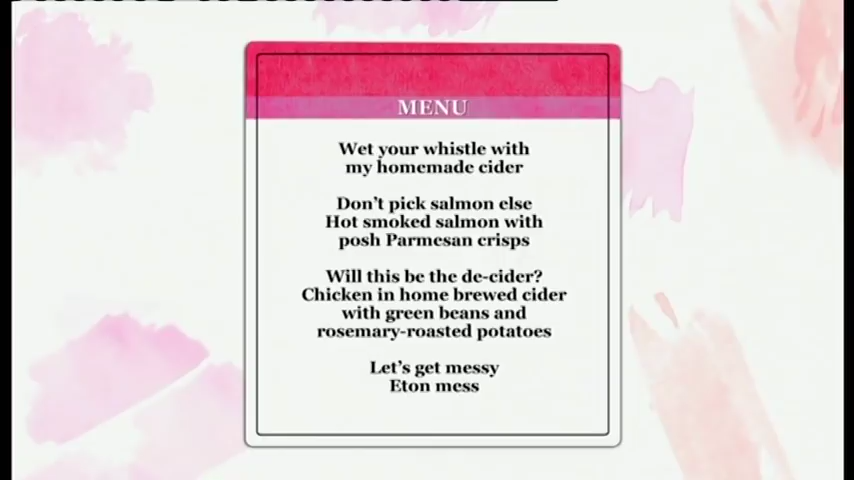 MENU
Wet your whistle with
my homemade cider
Don't pick salmon else
Hot smoked salmon with
posh Parmesan crisps
Will this be the de-cider?
Chicken in home brewed cider
with green beans and
rosemary-roasted potatoes
Let's get messy
Eton mess